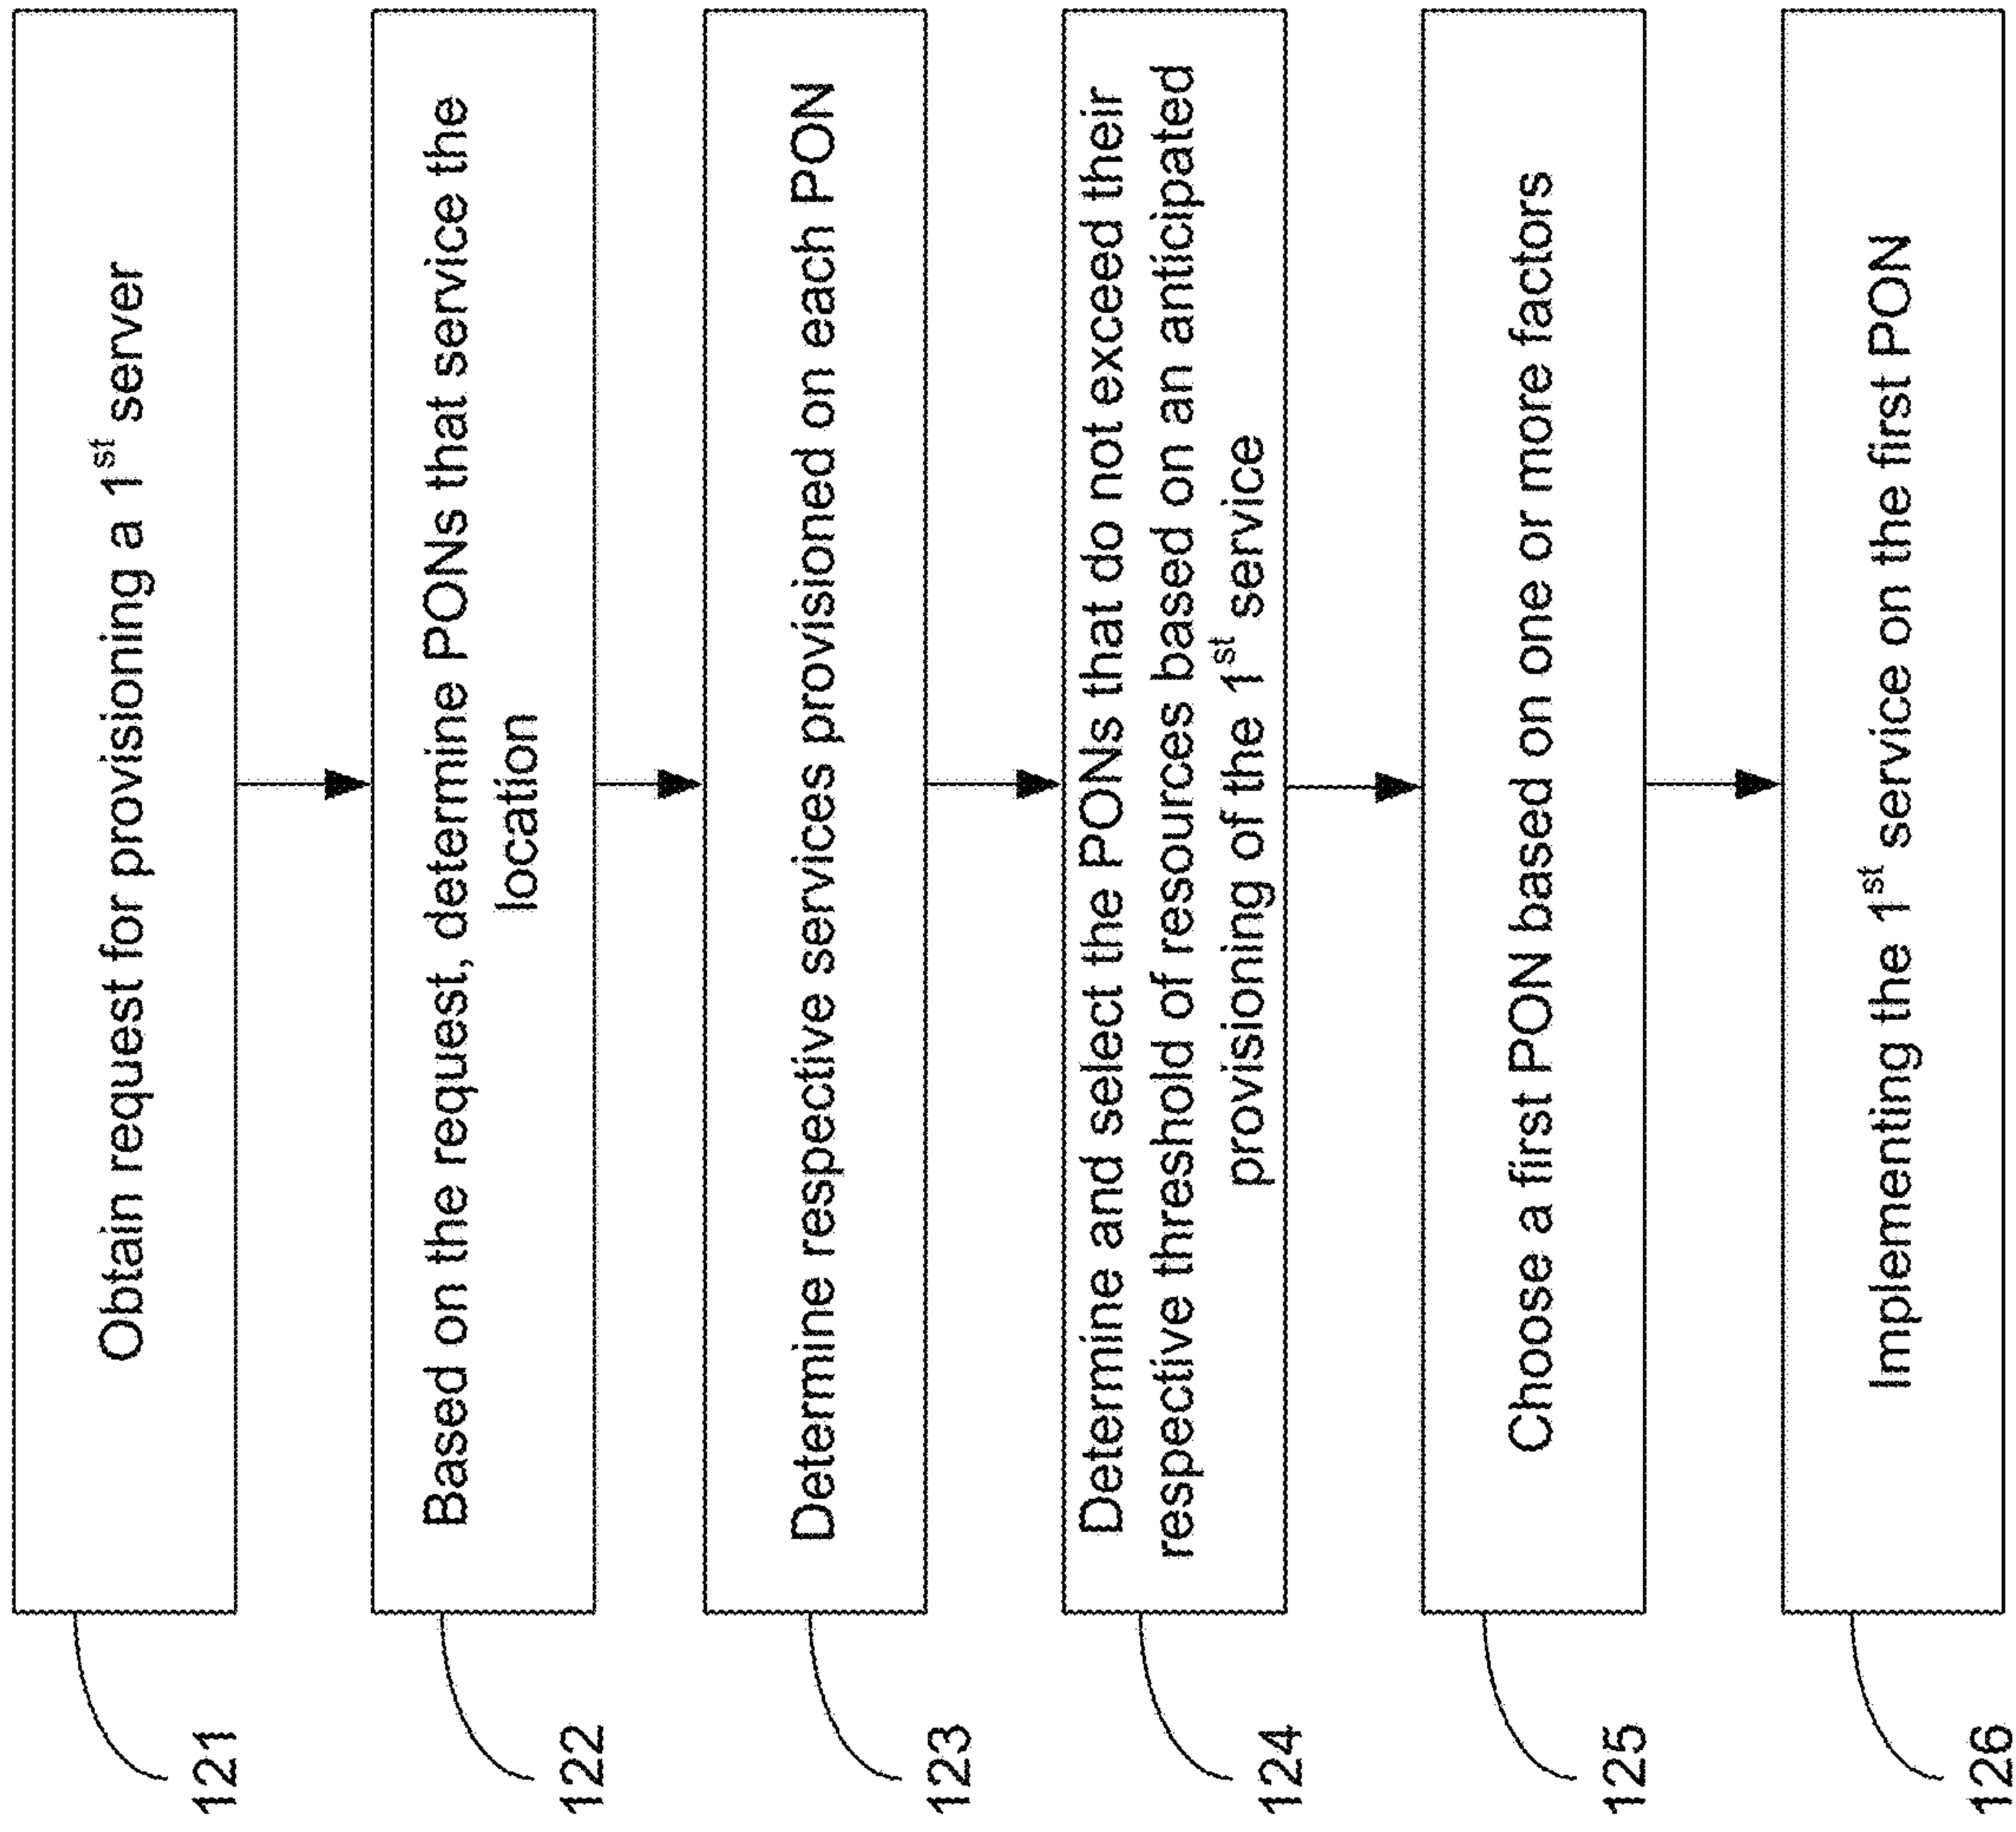 121
Obtain request for provisioning a 1st server
122
Based on the request, determine PONs that service the
location
123
Determine respective services provisioned on each PON
124
Determine and select the PONs that do not exceed their
respective threshold of resources based on an anticipated
provisioning of the 1st service
125
Choose a first PON based on one or more factors
126
Implementing the 1st service on the first PON